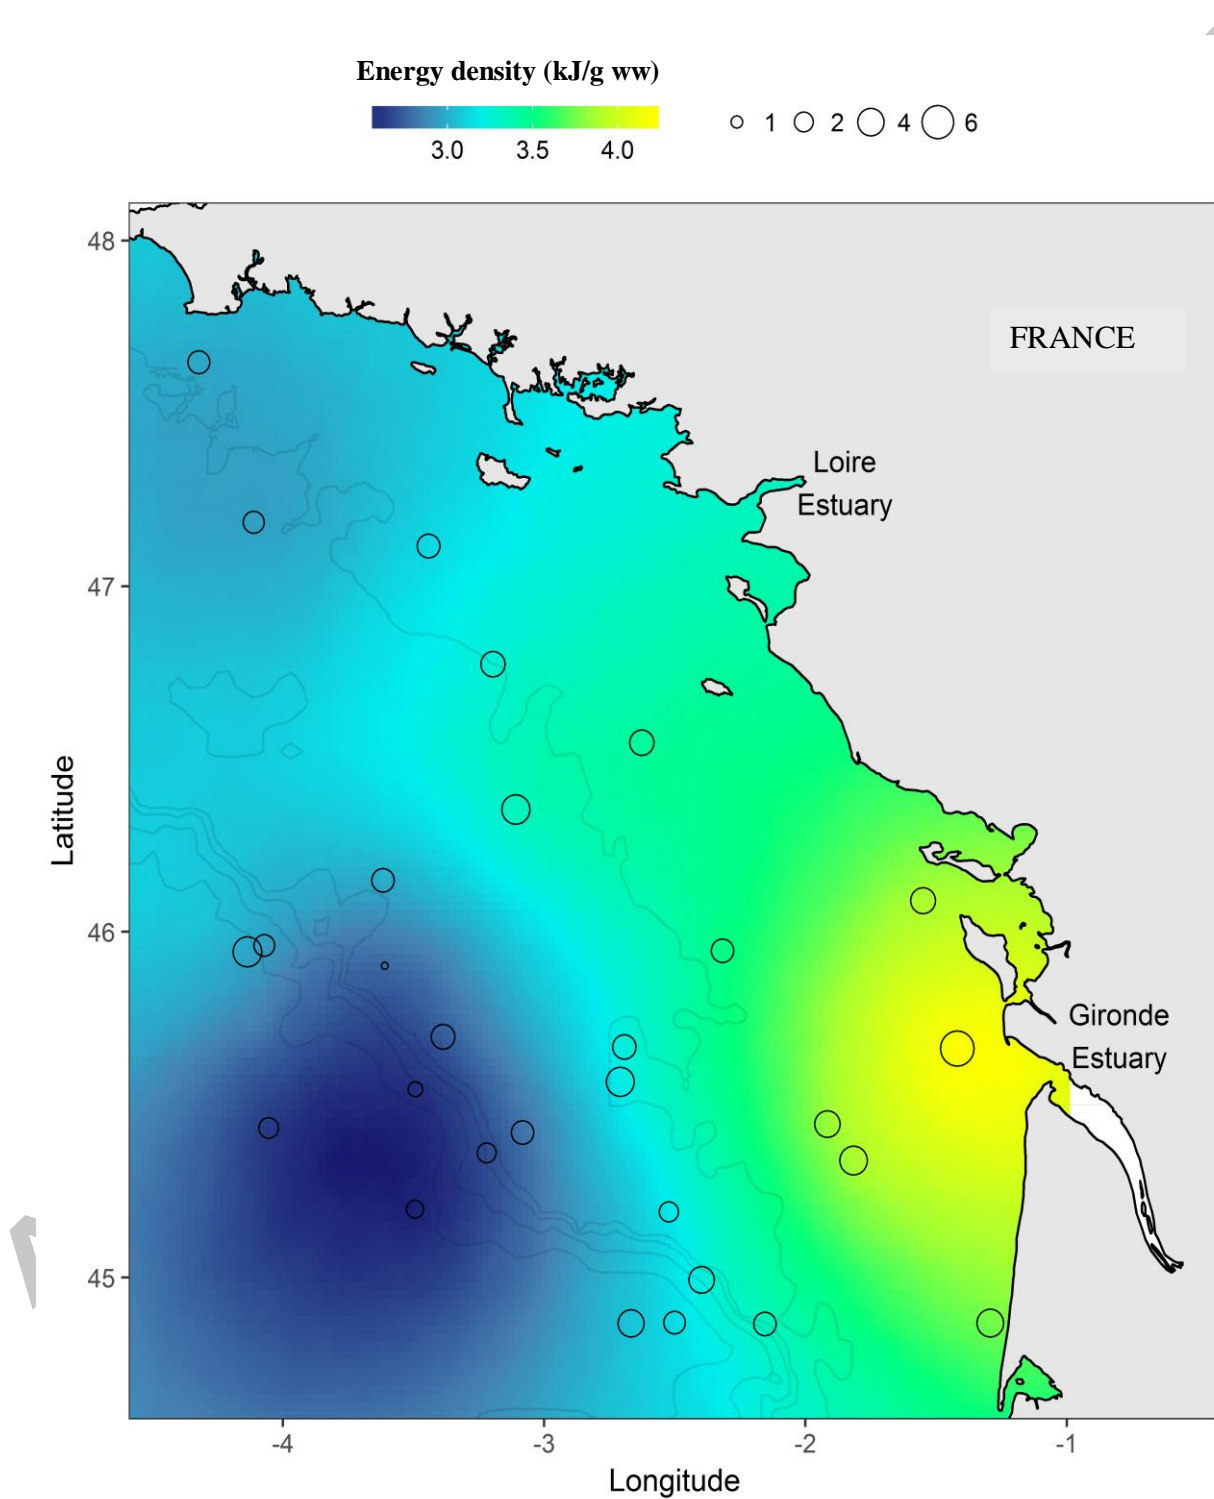 Energy density (kJ/g ww)
3.0 3.5 4.0
1 2 4 6
48
47
46
45
Latitude
FRANCE
Loire
Estuary
Gironde
Estuary
-4 -3 -2 -1
Longitude